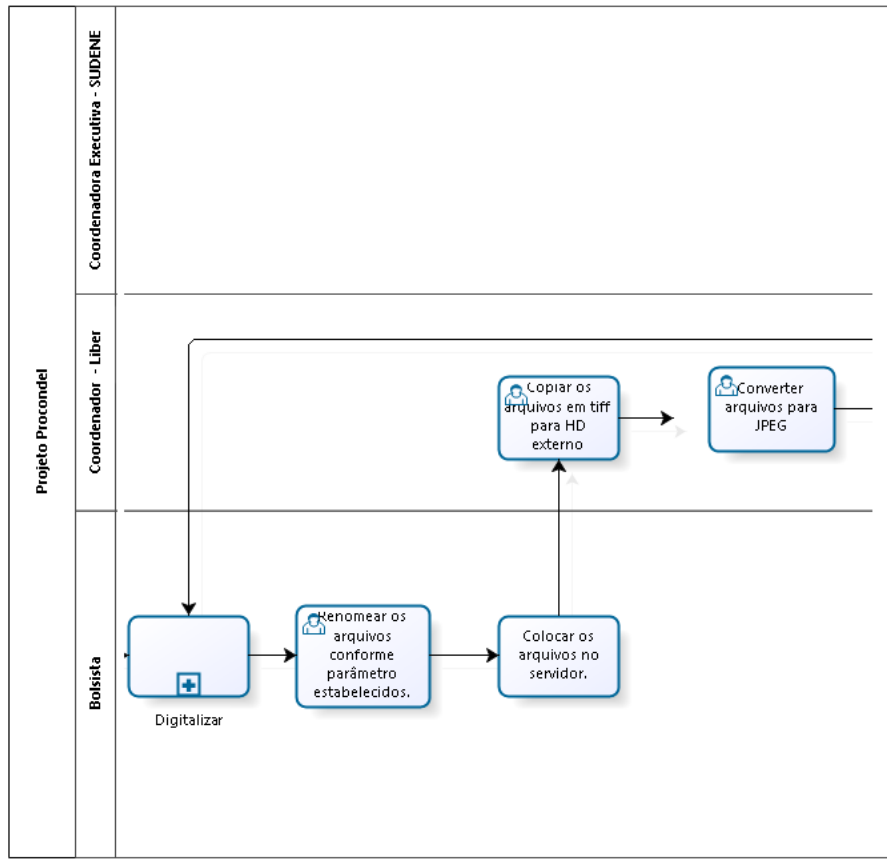 Projeto Procondel
Coordenadora Executiva - SUDENE
Coordenador - Liber
Bolsista
Copiar os
arquivos em tiff
para HD
externo
Converter
arquivos para
JPEG
Digitalizar
Renomear os
arquivos
conforme
parâmetro
estabelecidos.
Colocar os
arquivos no
servidor.